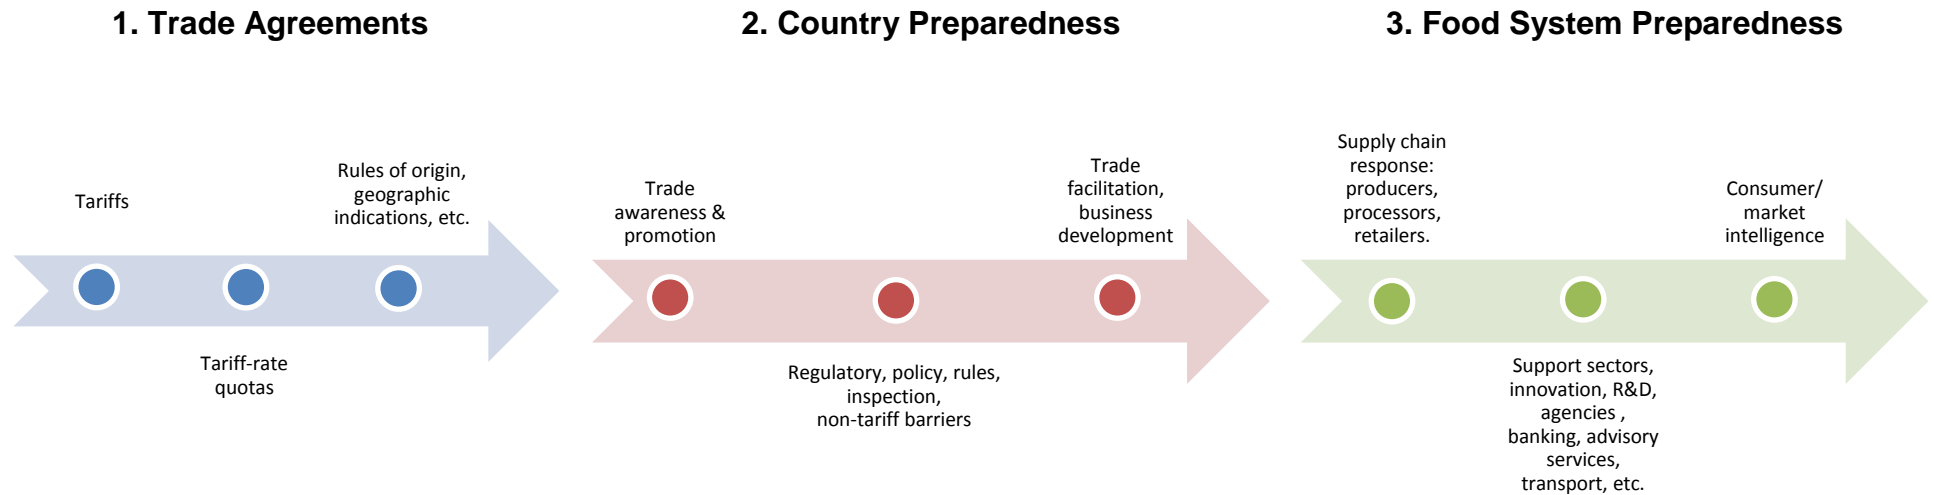 1. Trade Agreements
2. Country Preparedness
3. Food System Preparedness
Tariffs
Tariff-rate
quotas
Rules of origin,
geographic
indications, etc.
Trade
awareness &
promotion
Regulatory, policy, rules,
inspection,
non-tariff barriers
Trade
facilitation,
business
development
Supply chain
response:
producers,
processors,
retailers.
Support sectors,
innovation, R&D,
agencies ,
banking, advisory
services,
transport, etc.
Consumer/
market
intelligence